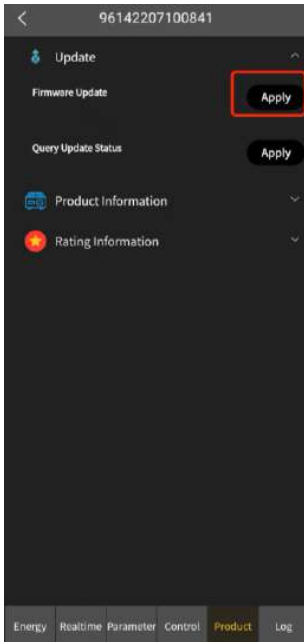 96142207100841
Update
Firmware Update Apply
Query Update Status Apply
Product Information
Rating Information
Energy Realtime Parameter Control Product Log